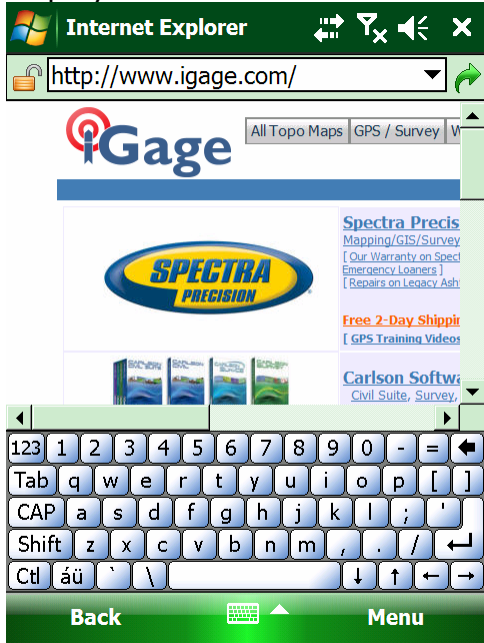 Internet Explorer
http://www.igage.com/
iGage
All Topo Maps GPS / Survey W
SPECTRA
PRECISION
Spectra Precis
Mapping/GIS/Survey
[ Our Warranty on Spect
Emergency Loaners ]
[ Repairs on Legacy Ash
Free 2-Day Shippin
[ GPS Training Videos
Carlson Softwa
Civil Suite, Survey,
123 1 2 3 4 5 6 7 8 9 0 - =
Tab q w e r t y u i o p [ ]
CAP a s d f g h j k l ; '
Shift z x c v b n m , . /
Ctl áü ` \
Back Menu